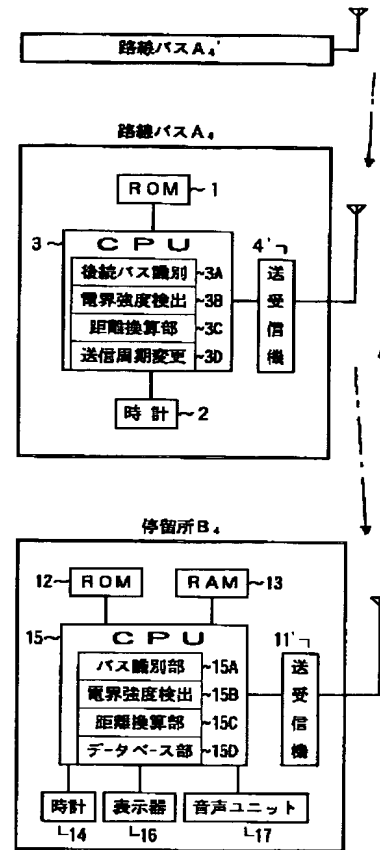 路線バスA₄'
路線バスA₄
ROM 1
3 CPU 4'
後続バス識別 3A
電界強度検出 3B
距離換算部 3C
送信周期変更 3D
送受信機
時計 2
停留所B₄
12 ROM RAM 13
15 CPU 11'
バス識別部 15A
電界強度検出 15B
距離換算部 15C
データベース部 15D
送受信機
時計 表示器 音声ユニット
14 16 17